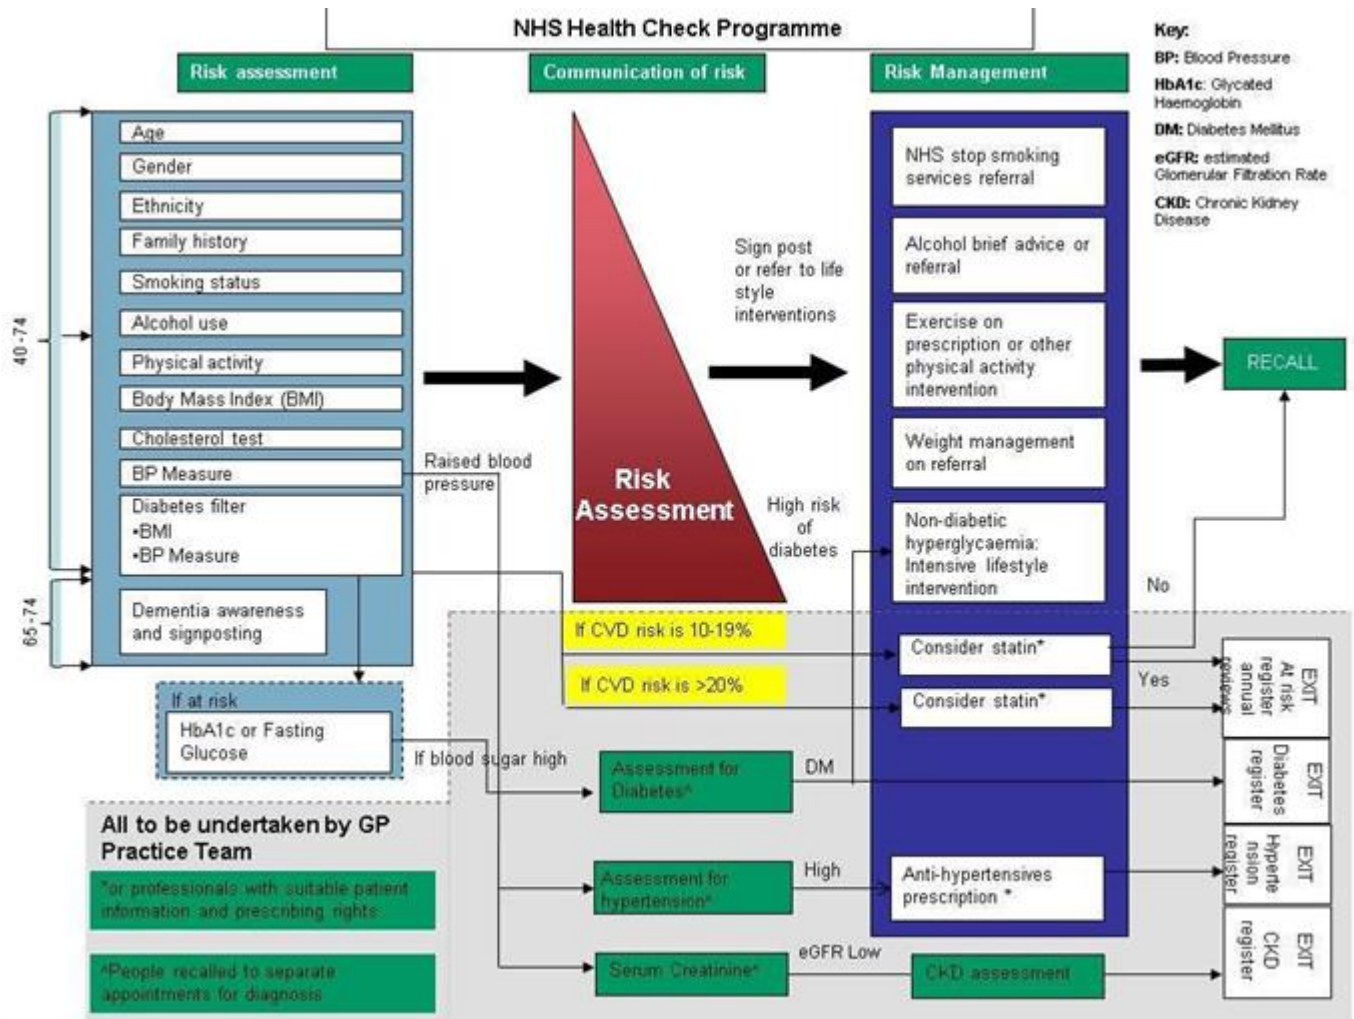 NHS Health Check Programme
Risk assessment
Communication of risk
Risk Management
Key:
BP: Blood Pressure
HbA1c: Glycated
Haemoglobin
DM: Diabetes Mellitus
eGFR: estimated
Glomerular Filtration Rate
CKD: Chronic Kidney
Disease
40-74
65-74
Age
Gender
Ethnicity
Family history
Smoking status
Alcohol use
Physical activity
Body Mass Index (BMI)
Cholesterol test
BP Measure
Diabetes filter
•BMI
•BP Measure
Dementia awareness
and signposting
If at risk
HbA1c or Fasting
Glucose
Raised blood
pressure
If blood sugar high
Risk
Assessment
Sign post
or refer to life
style
interventions
High risk
of
diabetes
NHS stop smoking
services referral
Alcohol brief advice or
referral
Exercise on
prescription or other
physical activity
intervention
Weight management
on referral
Non-diabetic
hyperglycaemia:
Intensive lifestyle
intervention
RECALL
No
Yes
If CVD risk is 10-19%
If CVD risk is >20%
Consider statin*
Consider statin*
Assessment for
Diabetes^
DM
Assessment for
hypertension^
High
Anti-hypertensives
prescription *
Serum Creatinine^
eGFR Low
CKD assessment
EXIT
At risk
register
annual
reviews
EXIT
Diabetes
register
EXIT
Hyperte
nsion
register
EXIT
CKD
register
All to be undertaken by GP
Practice Team
*or professionals with suitable patient
information and prescribing rights
^People recalled to separate
appointments for diagnosis